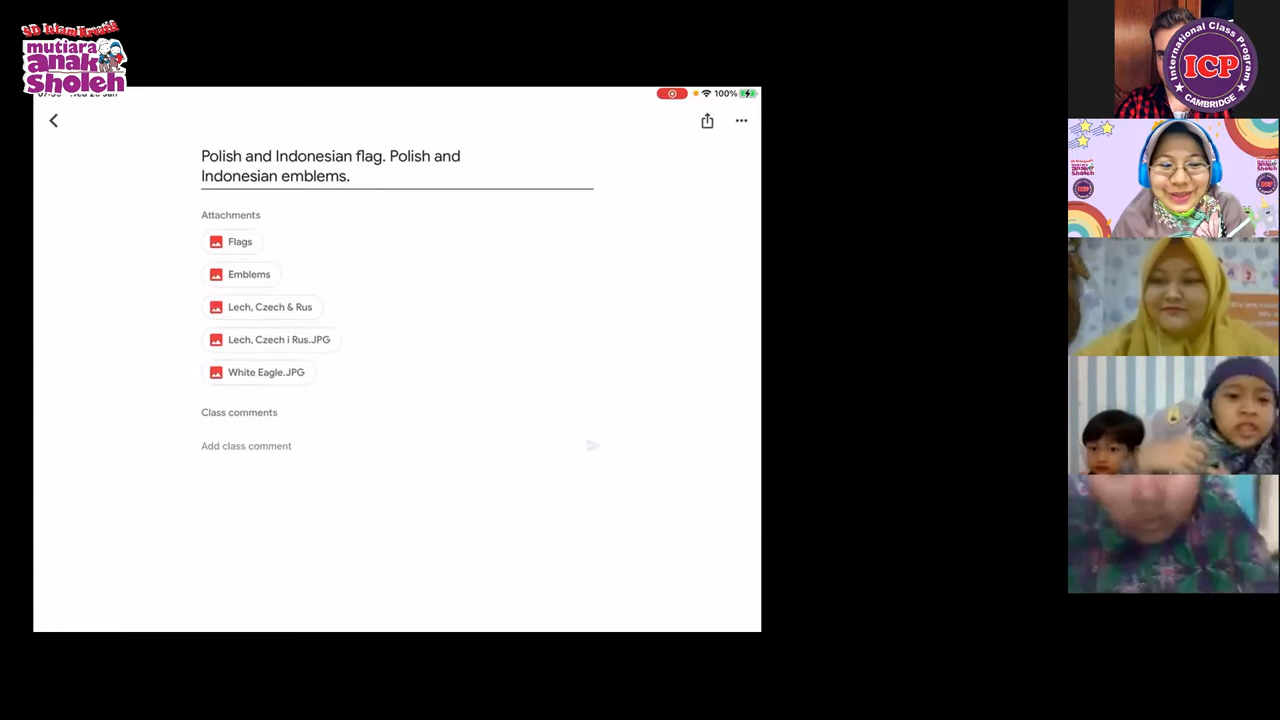 SD Islam Kreatif
mutiara
anak
Sholeh
100%
Polish and Indonesian flag. Polish and
Indonesian emblems.
Attachments
Flags
Emblems
Lech, Czech & Rus
Lech, Czech i Rus.JPG
White Eagle.JPG
Class comments
Add class comment
International Class Program
ICP
CAMBRIDGE